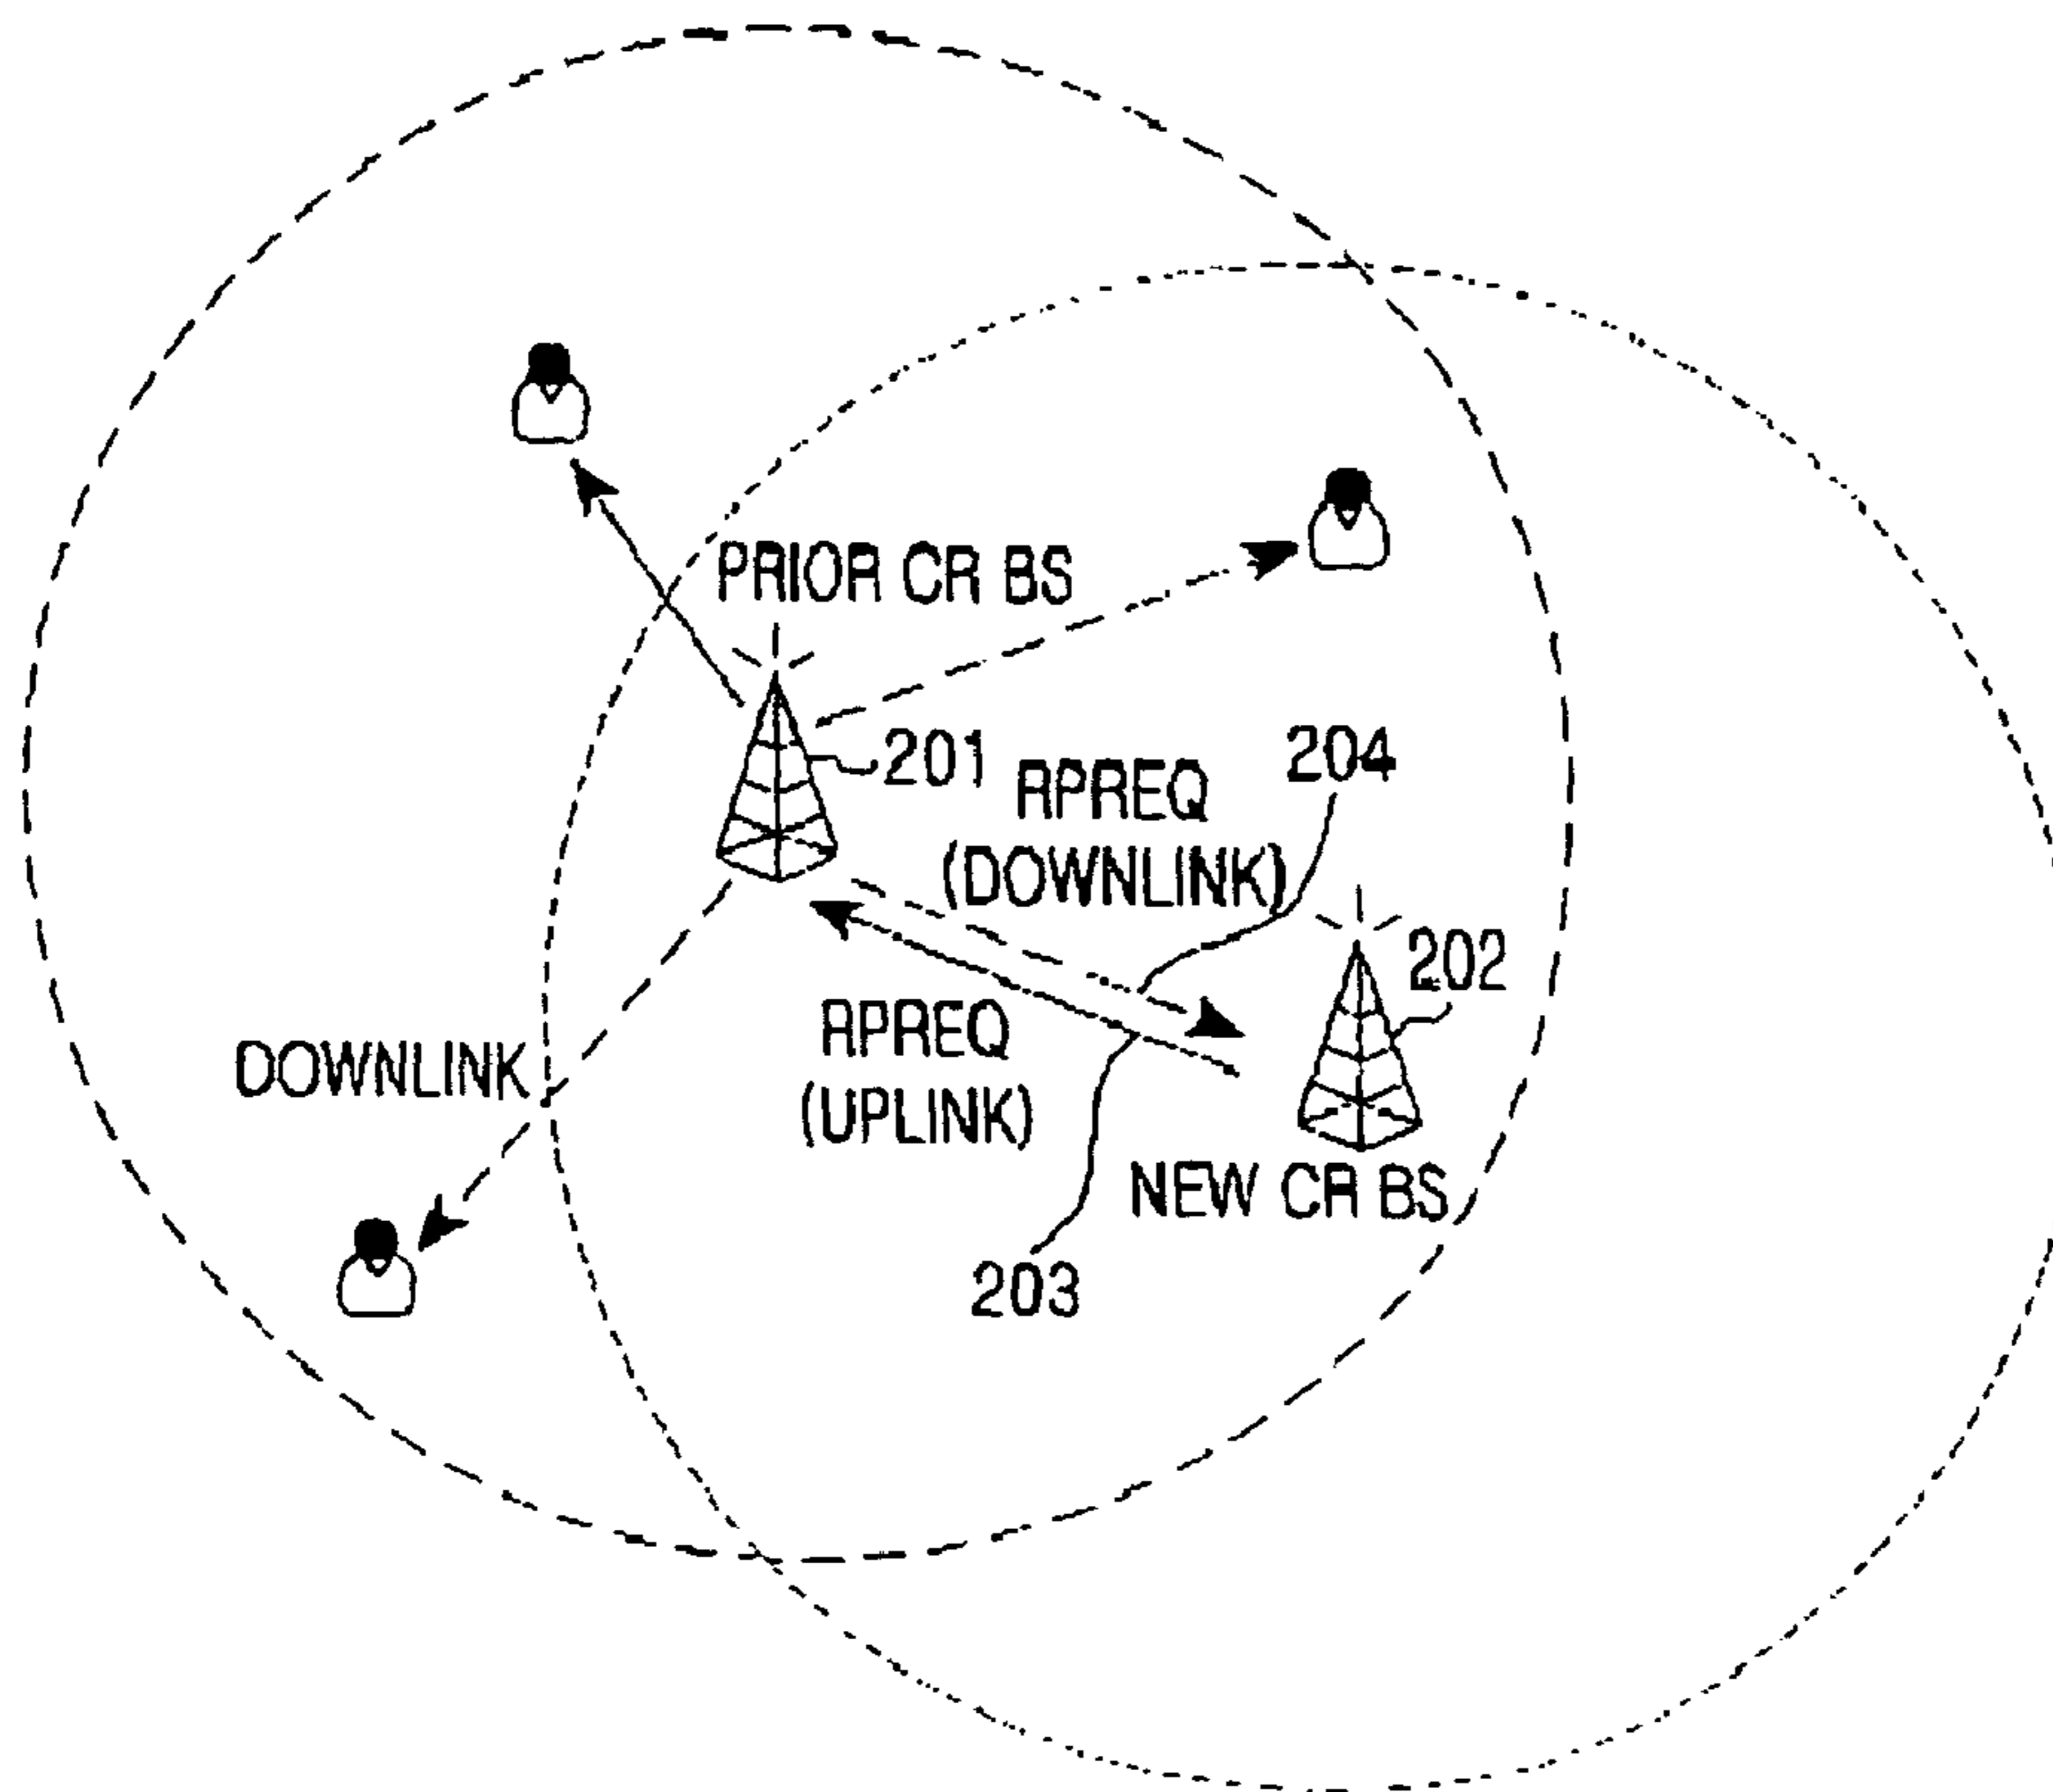 PRIOR CR BS
201
204
RPREQ
(DOWNLINK)
202
RPREQ
(UPLINK)
DOWNLINK
NEW CR BS
203